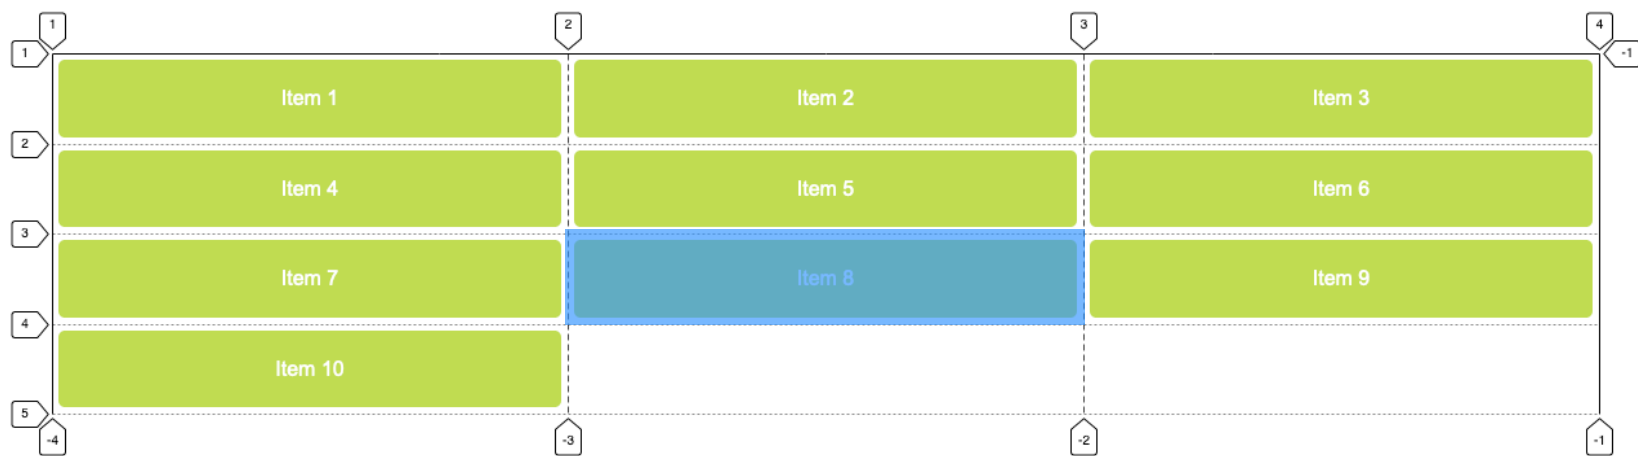 1 2 3 4
1 -1
Item 1 Item 2 Item 3
2
Item 4 Item 5 Item 6
3
Item 7 Item 8 Item 9
4
Item 10
5
-4 -3 -2 -1